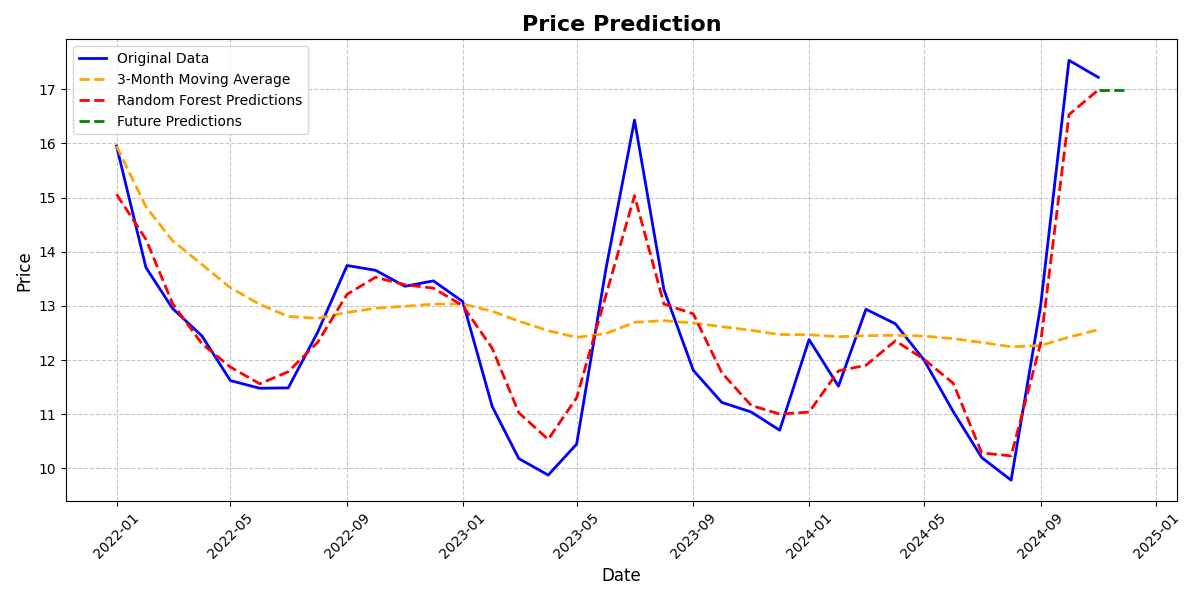 Price Prediction
Original Data
3-Month Moving Average
Random Forest Predictions
Future Predictions
Price
17
16
15
14
13
12
11
10
2022-01
2022-05
2022-09
2023-01
2023-05
2023-09
2024-01
2024-05
2024-09
2025-01
Date